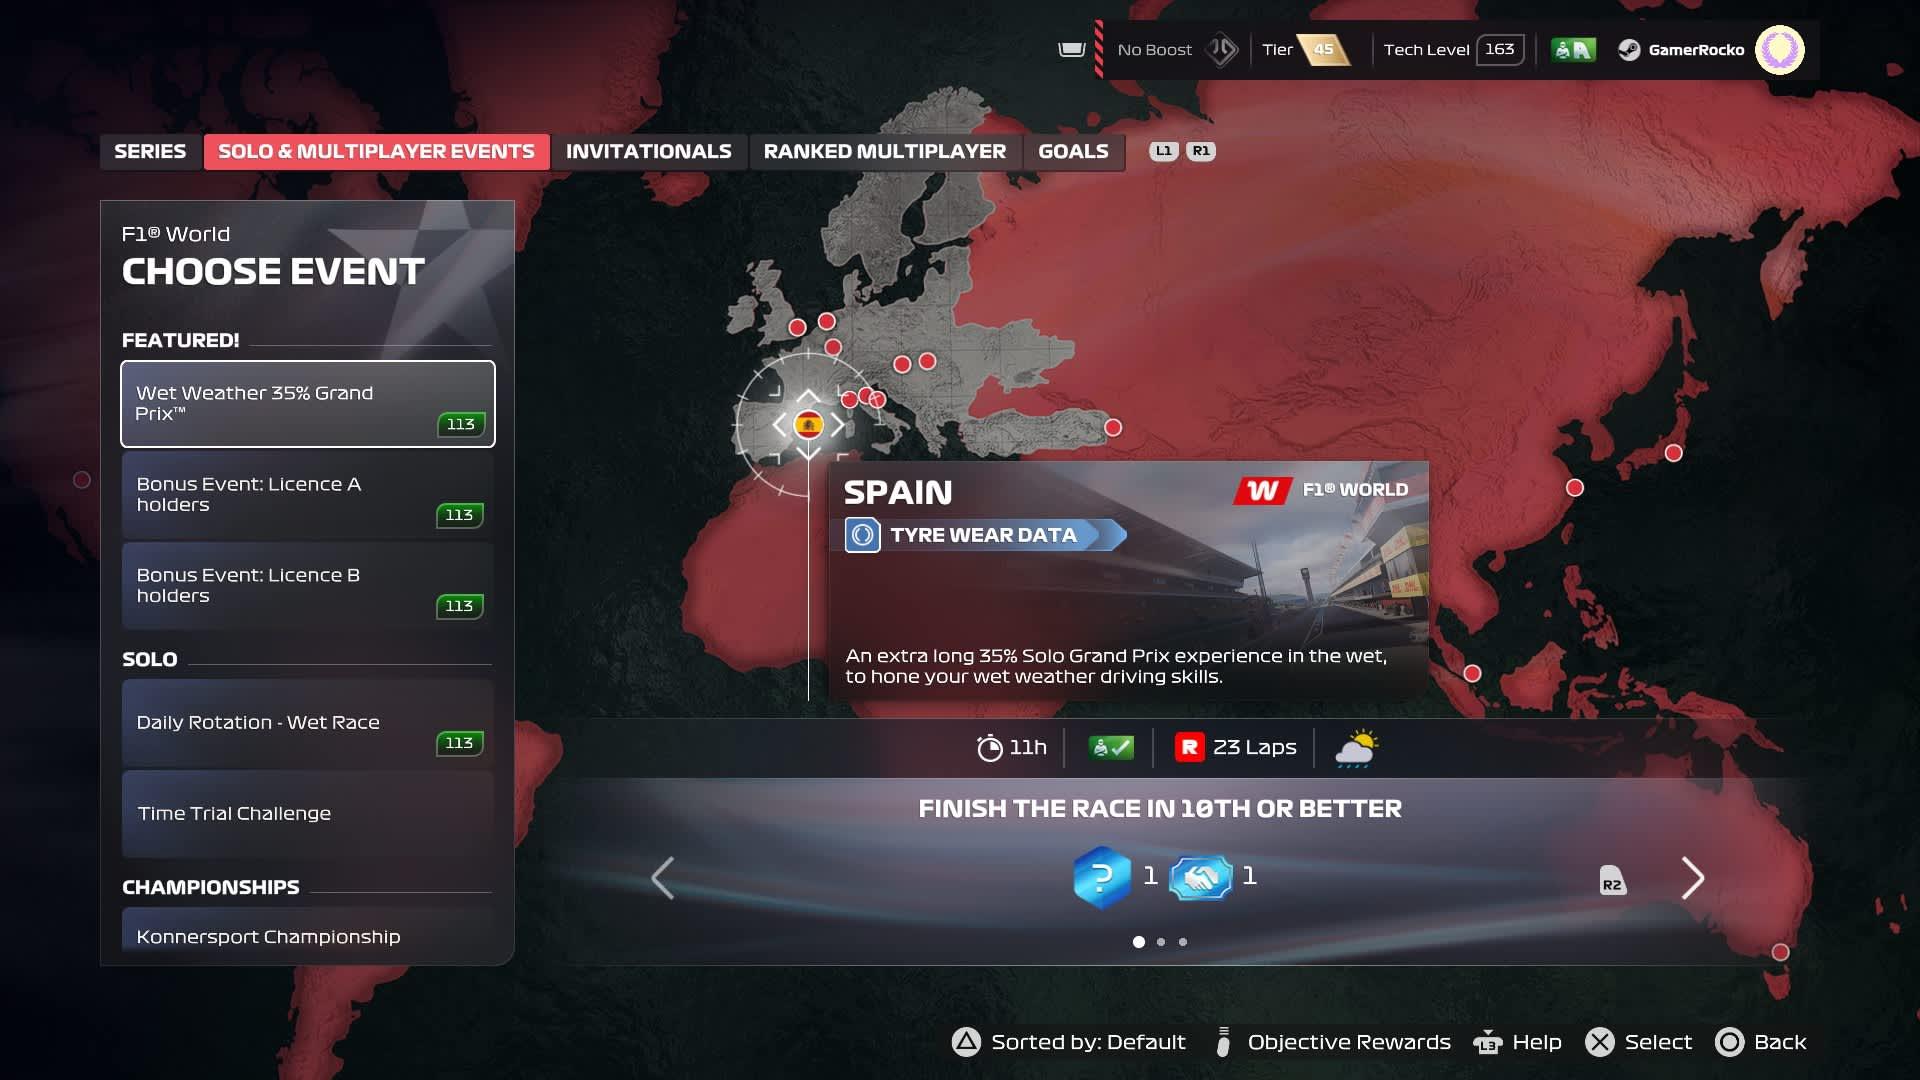 No Boost
Tier 45
Tech Level 163
A
GamerRocko
SERIES
SOLO & MULTIPLAYER EVENTS
INVITATIONALS
RANKED MULTIPLAYER
GOALS
L1 R1
F1® World
CHOOSE EVENT
FEATURED!
Wet Weather 35% Grand
Prix™
113
Bonus Event: Licence A
holders
113
Bonus Event: Licence B
holders
113
SOLO
Daily Rotation - Wet Race
113
Time Trial Challenge
CHAMPIONSHIPS
Konnersport Championship
SPAIN
W F1® WORLD
TYRE WEAR DATA
An extra long 35% Solo Grand Prix experience in the wet,
to hone your wet weather driving skills.
11h
R 23 Laps
FINISH THE RACE IN 10TH OR BETTER
? 1 1
R2
Sorted by: Default
Objective Rewards
L3 Help
Select
Back